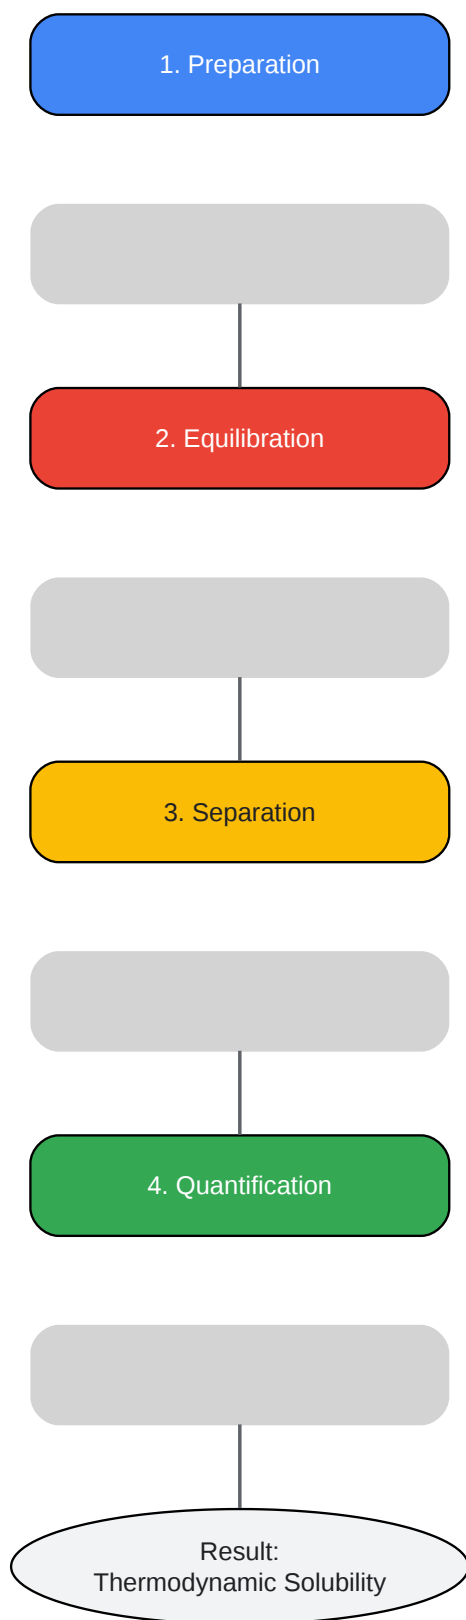 1. Preparation
2. Equilibration
3. Separation
4. Quantification
Result:
Thermodynamic Solubility